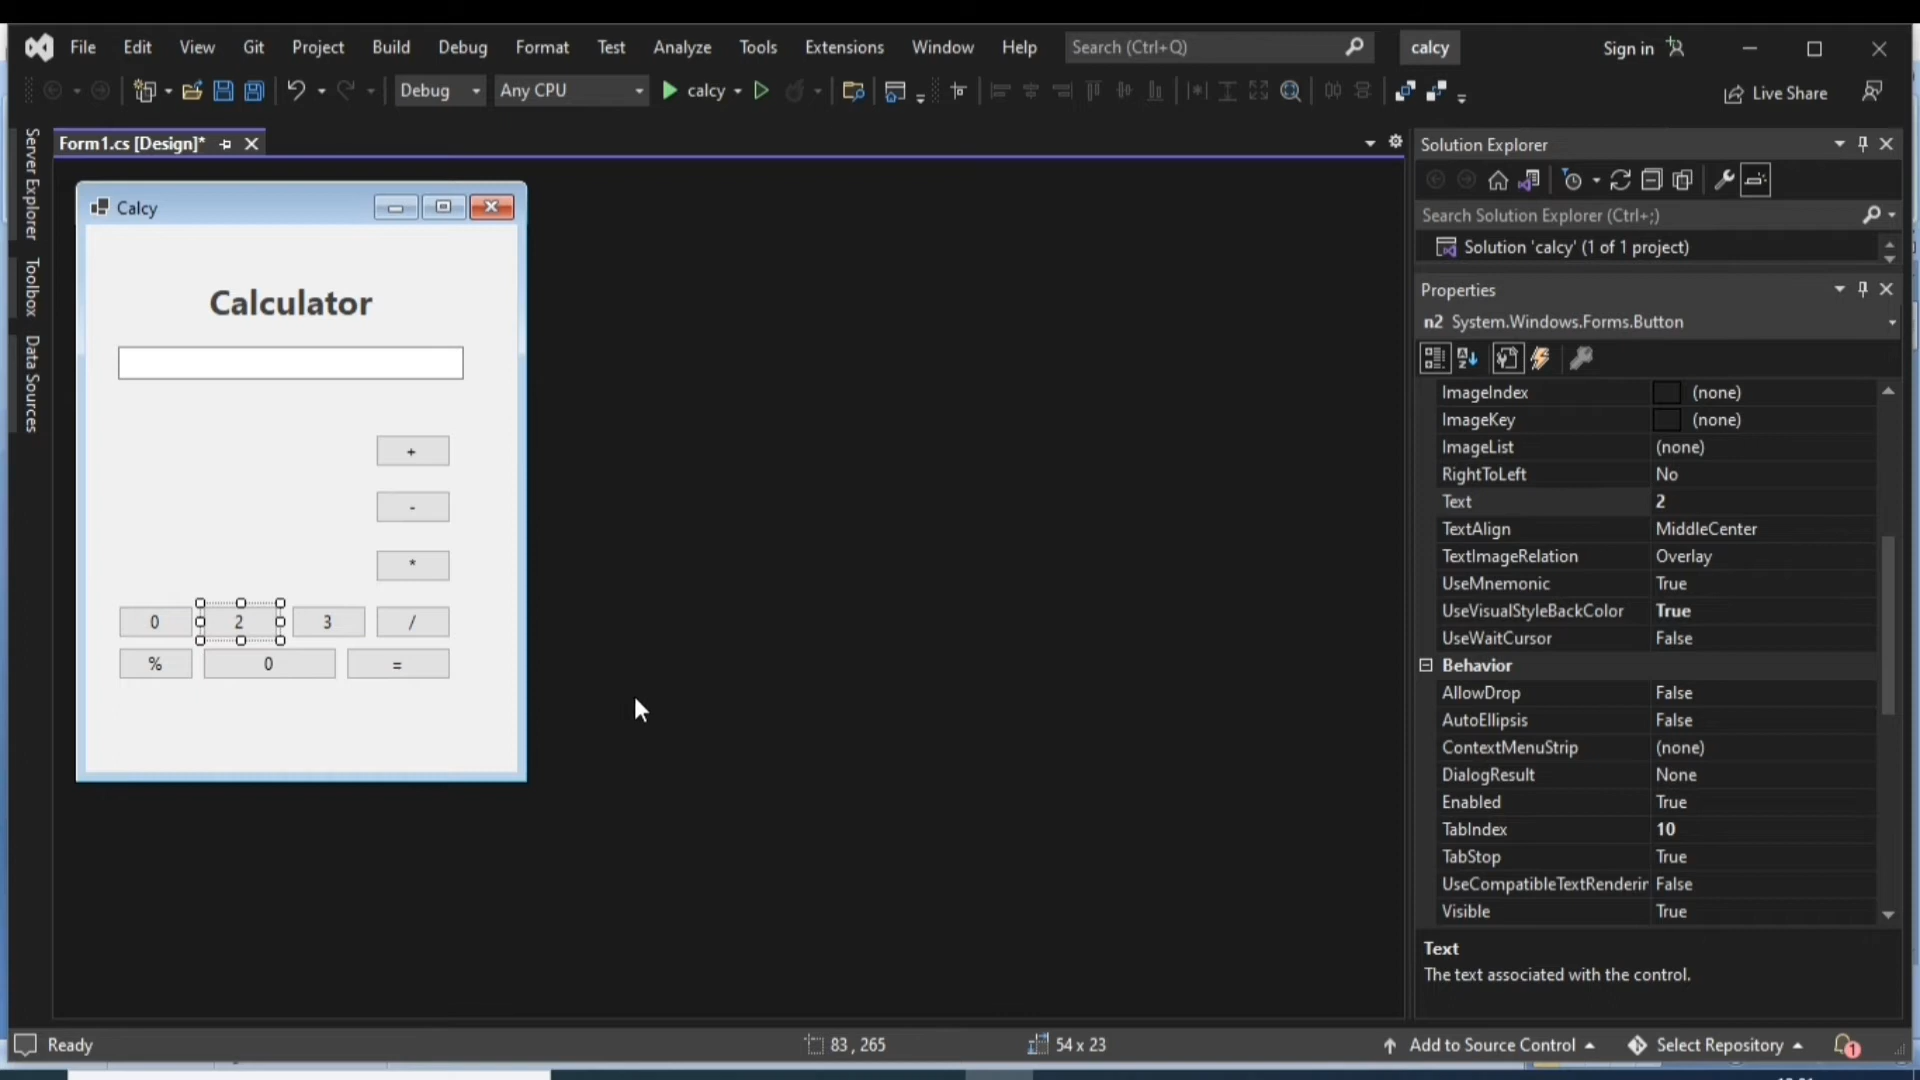 File Edit View Git Project Build Debug Format Test Analyze Tools Extensions Window Help Search (Ctrl+Q) calcy Sign in
Debug Any CPU calcy Live Share
Server Explorer
Toolbox
Data Sources
Form1.cs [Design]*
Calcy
Calculator
+
-
*
0 2 3 /
% 0 =
Solution Explorer
Search Solution Explorer (Ctrl+;)
Solution 'calcy' (1 of 1 project)
Properties
n2 System.Windows.Forms.Button
ImageIndex (none)
ImageKey (none)
ImageList (none)
RightToLeft No
Text 2
TextAlign MiddleCenter
TextImageRelation Overlay
UseMnemonic True
UseVisualStyleBackColor True
UseWaitCursor False
Behavior
AllowDrop False
AutoEllipsis False
ContextMenuStrip (none)
DialogResult None
Enabled True
TabIndex 10
TabStop True
UseCompatibleTextRenderin False
Visible True
Text
The text associated with the control.
Ready 83 , 265 54 x 23 Add to Source Control Select Repository 1